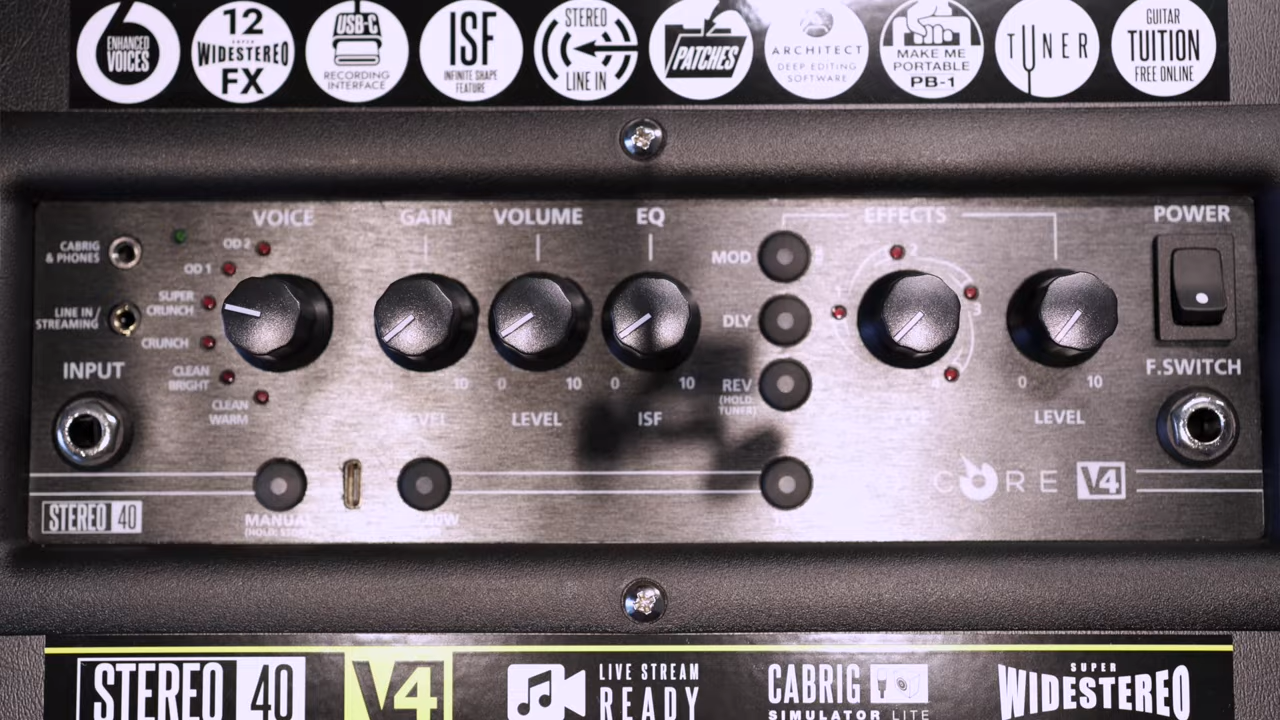 ENHANCED
VOICES
12
SUPER
WIDESTEREO
FX
USB-C
RECORDING
INTERFACE
ISF
INFINITE SHAPE
FEATURE
STEREO
LINE IN
PATCHES
ARCHITECT
DEEP EDITING
SOFTWARE
MAKE ME
PORTABLE
PB-1
TUNER
GUITAR
TUITION
FREE ONLINE
VOICE
GAIN
VOLUME
EQ
EFFECTS
POWER
CABRIG
& PHONES
OD 2
OD 1
SUPER
CRUNCH
LINE IN /
STREAMING
CRUNCH
CLEAN
BRIGHT
CLEAN
WARM
INPUT
MOD
DLY
REV
(HOLD:
TUNER)
1
2
3
4
10
0
10
0
10
0
10
F.SWITCH
LEVEL
LEVEL
ISF
LEVEL
MANUAL
CORE V4
STEREO 40
STEREO 40
V4
LIVE STREAM
READY
CABRIG
SIMULATOR LITE
SUPER
WIDESTEREO